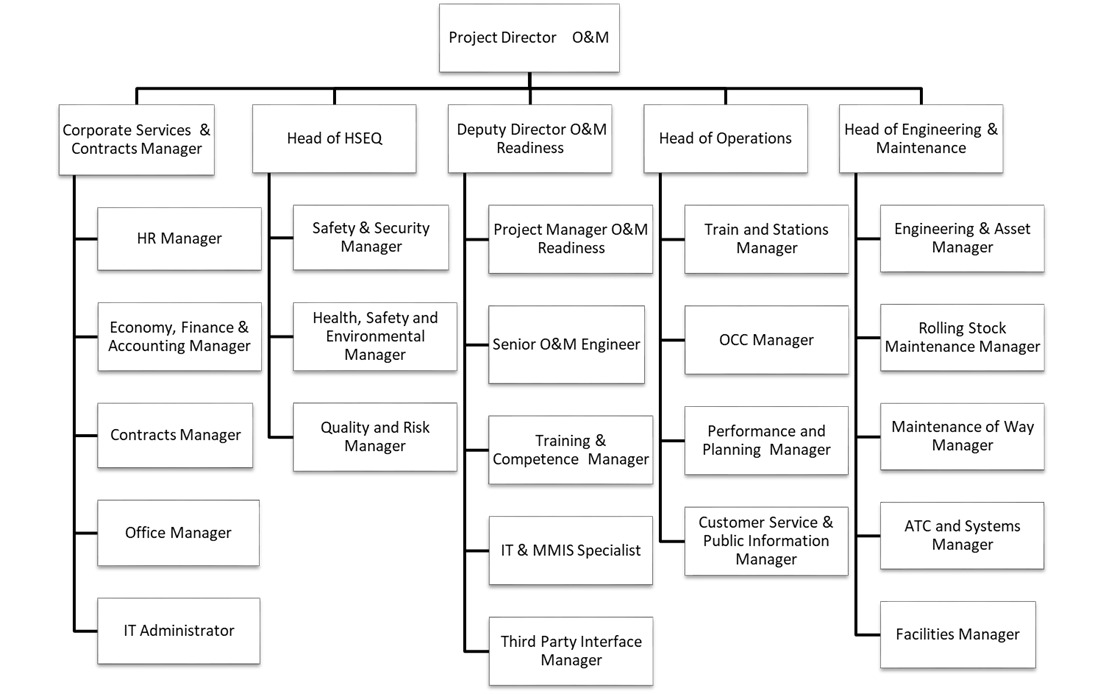 Project Director O&M
Corporate Services &
Contracts Manager
Head of HSEQ
Deputy Director O&M
Readiness
Head of Operations
Head of Engineering &
Maintenance
HR Manager
Economy, Finance &
Accounting Manager
Contracts Manager
Office Manager
IT Administrator
Safety & Security
Manager
Health, Safety and
Environmental
Manager
Quality and Risk
Manager
Project Manager O&M
Readiness
Senior O&M Engineer
Training &
Competence Manager
IT & MMIS Specialist
Third Party Interface
Manager
Train and Stations
Manager
OCC Manager
Performance and
Planning Manager
Customer Service &
Public Information
Manager
Engineering & Asset
Manager
Rolling Stock
Maintenance Manager
Maintenance of Way
Manager
ATC and Systems
Manager
Facilities Manager